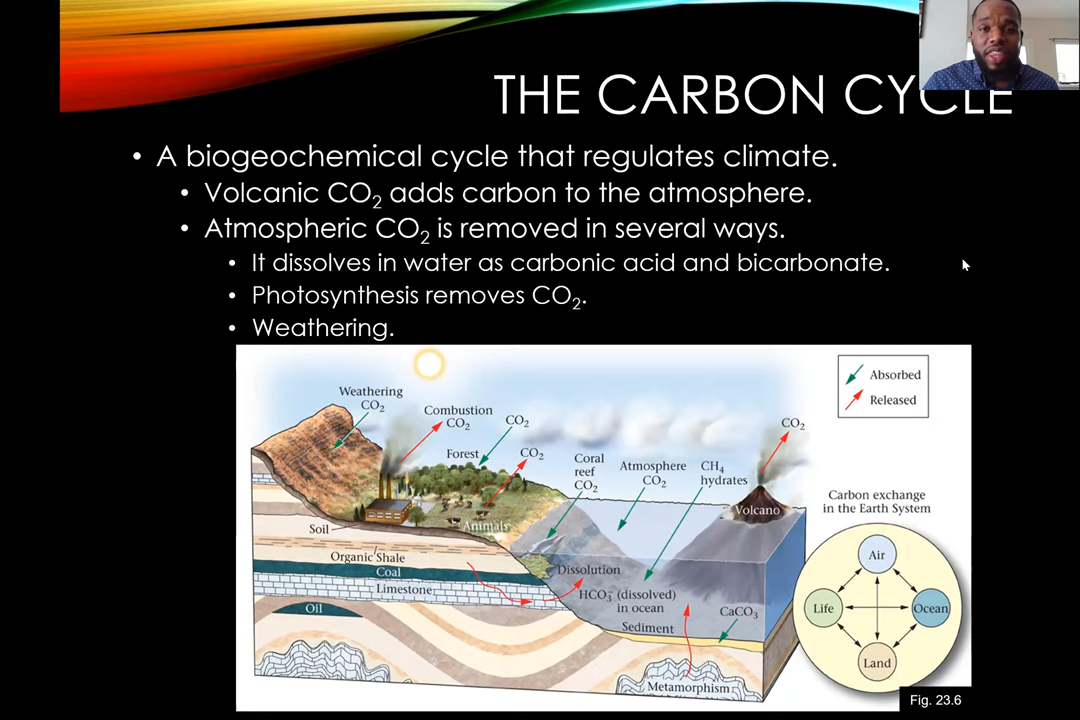 THE CARBON CYCLE
• A biogeochemical cycle that regulates climate.
• Volcanic CO₂ adds carbon to the atmosphere.
• Atmospheric CO₂ is removed in several ways.
• It dissolves in water as carbonic acid and bicarbonate.
• Photosynthesis removes CO₂.
• Weathering.
Absorbed
Released
Weathering
CO₂
Combustion
CO₂
CO₂
Forest
CO₂
Coral
reef
CO₂
Atmosphere
CO₂
CH₄
hydrates
CO₂
Volcano
Animals
Soil
Organic Shale
Coal
Limestone
Oil
Dissolution
HCO₃⁻ (dissolved)
in ocean
Sediment
CaCO₃
Metamorphism
Carbon exchange
in the Earth System
Air
Life
Ocean
Land
Fig. 23.6